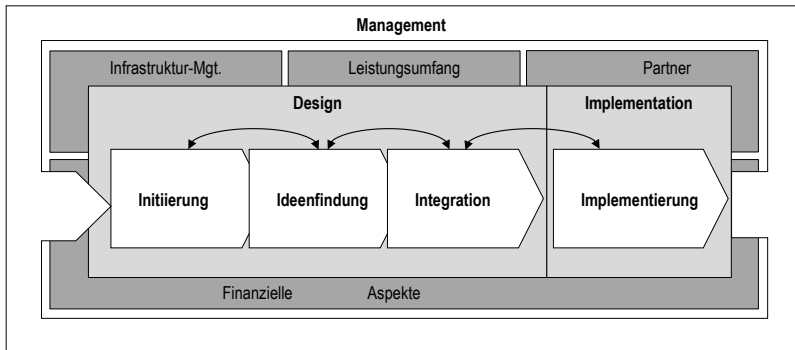 Management
Infrastruktur-Mgt. Leistungsumfang Partner
Design Implementation
Initiierung Ideenfindung Integration Implementierung
Finanzielle Aspekte